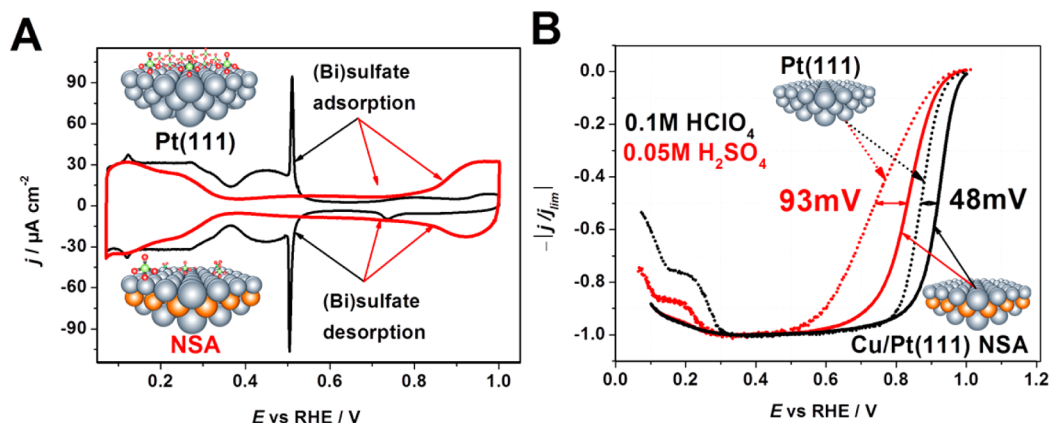 A
90
60
30
0
-30
-60
-90
j / µA cm⁻²
Pt(111)
(Bi)sulfate
adsorption
(Bi)sulfate
desorption
NSA
0.2
0.4
0.6
0.8
1.0
E vs RHE / V
B
0.0
-0.2
-0.4
-0.6
-0.8
-1.0
−|j /jlim|
Pt(111)
0.1M HClO₄
0.05M H₂SO₄
93mV
48mV
Cu/Pt(111) NSA
0.0
0.2
0.4
0.6
0.8
1.0
1.2
E vs RHE / V